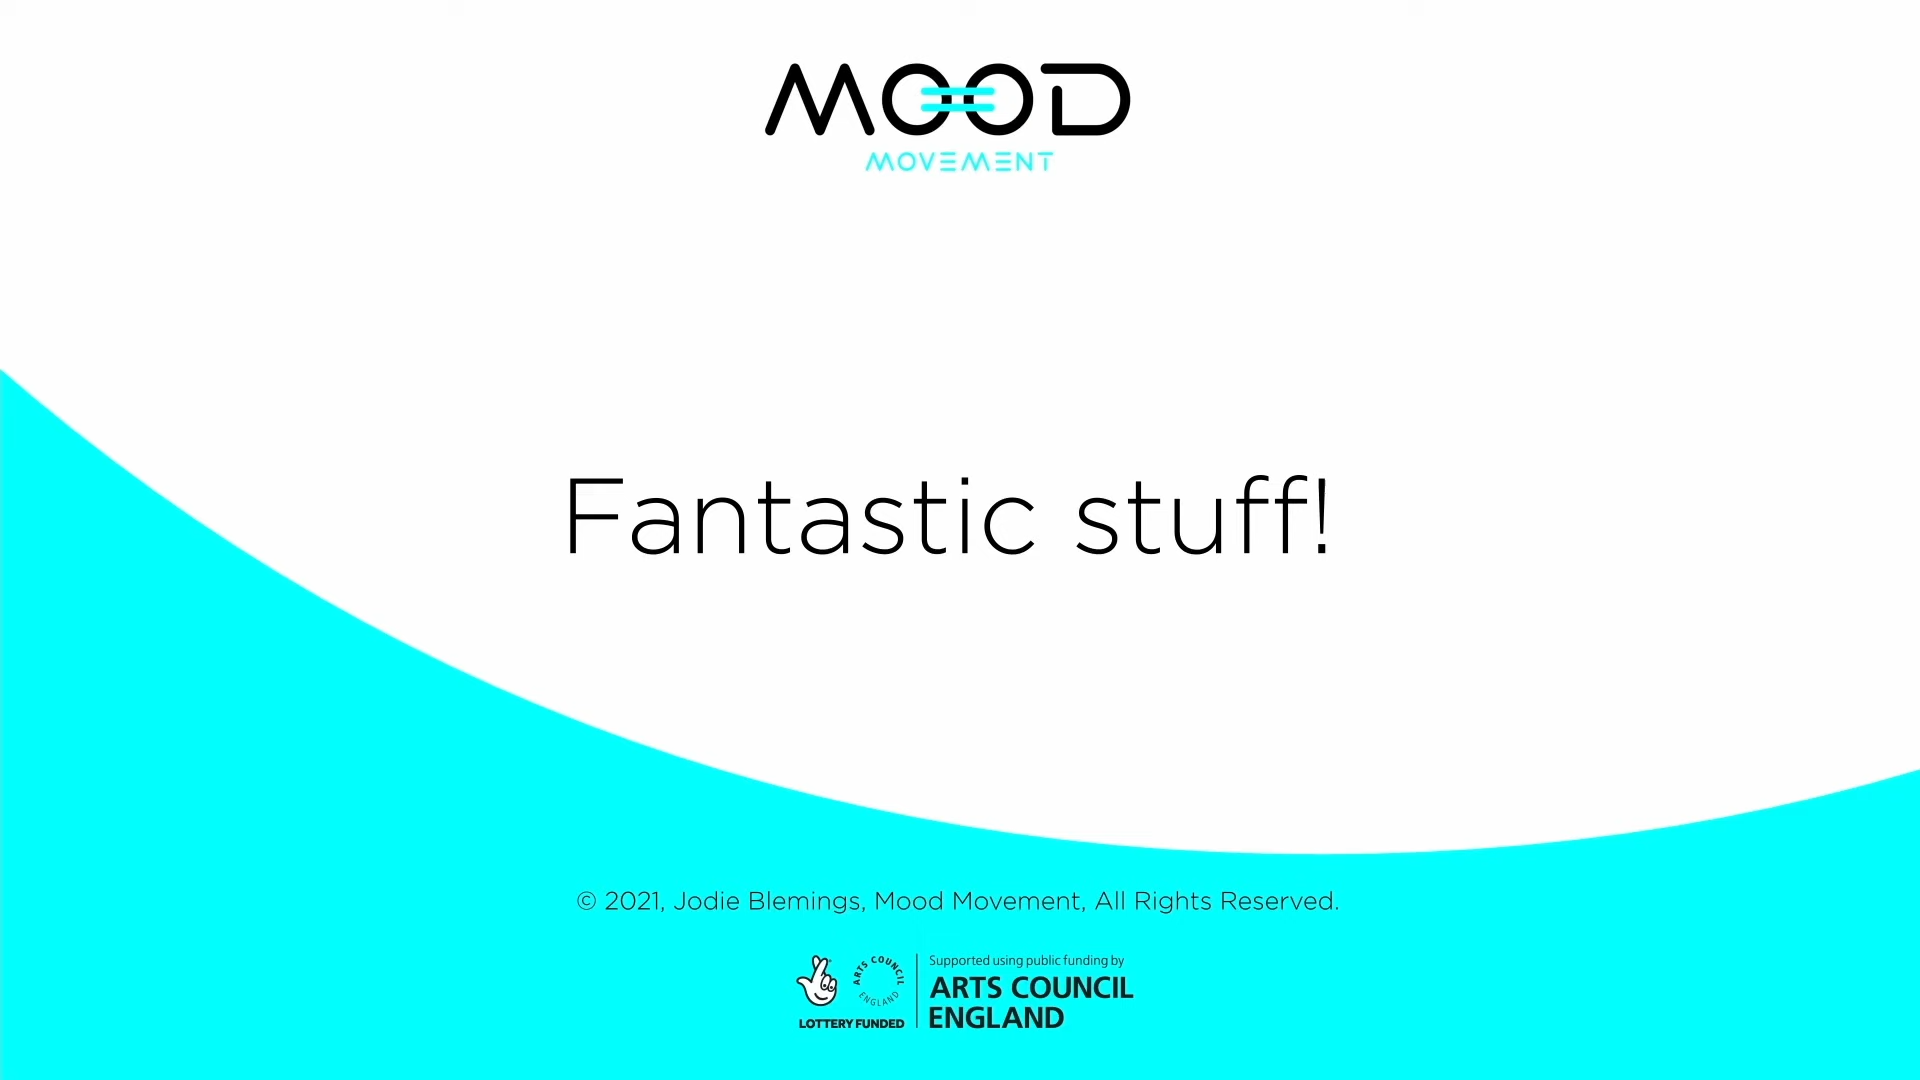 MOOD
MOVEMENT
Fantastic stuff!
© 2021, Jodie Blemings, Mood Movement, All Rights Reserved.
ARTS COUNCIL
ENGLAND
LOTTERY FUNDED
Supported using public funding by
ARTS COUNCIL
ENGLAND